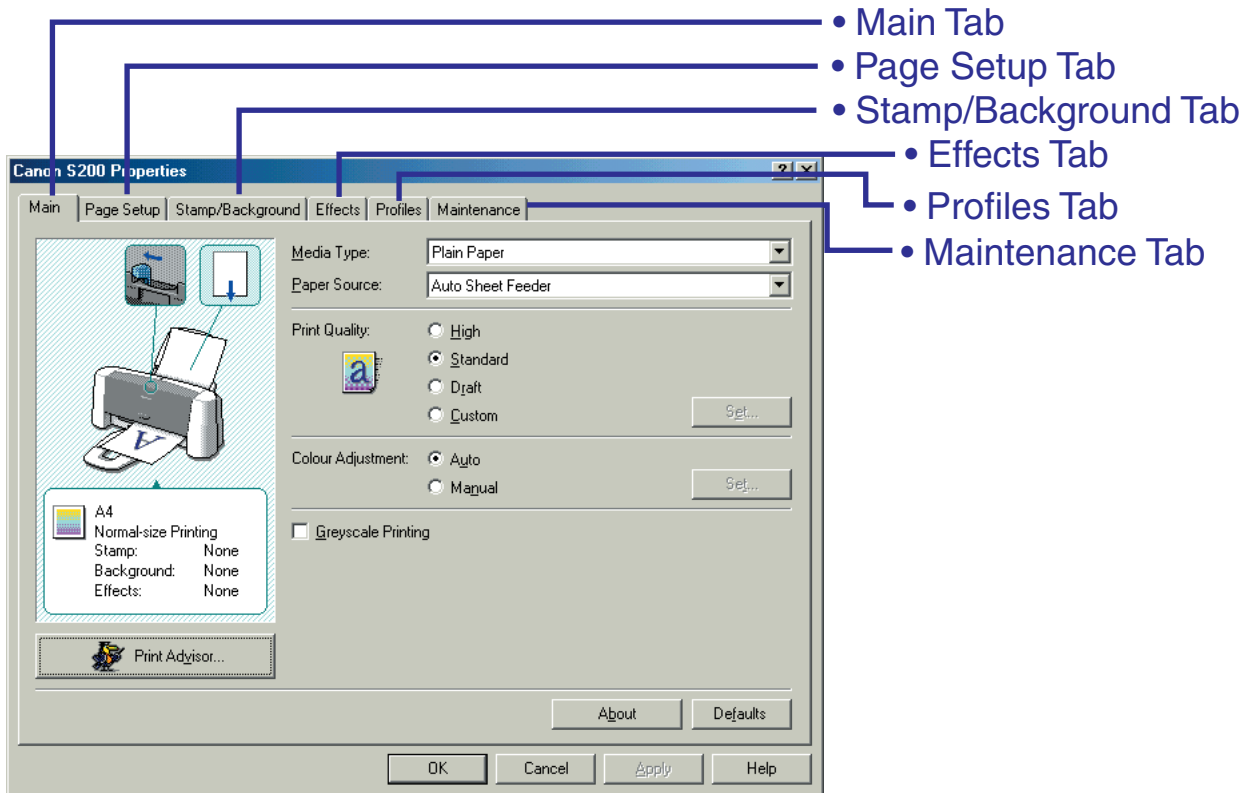 • Main Tab
• Page Setup Tab
• Stamp/Background Tab
• Effects Tab
• Profiles Tab
• Maintenance Tab
Canon S200 Properties
Main Page Setup Stamp/Background Effects Profiles Maintenance
Media Type: Plain Paper
Paper Source: Auto Sheet Feeder
Print Quality: High
Standard
Draft
Custom Set...
Colour Adjustment: Auto
Manual Set...
Greyscale Printing
a
A
A4
Normal-size Printing
Stamp: None
Background: None
Effects: None
Print Advisor...
About Defaults
OK Cancel Apply Help